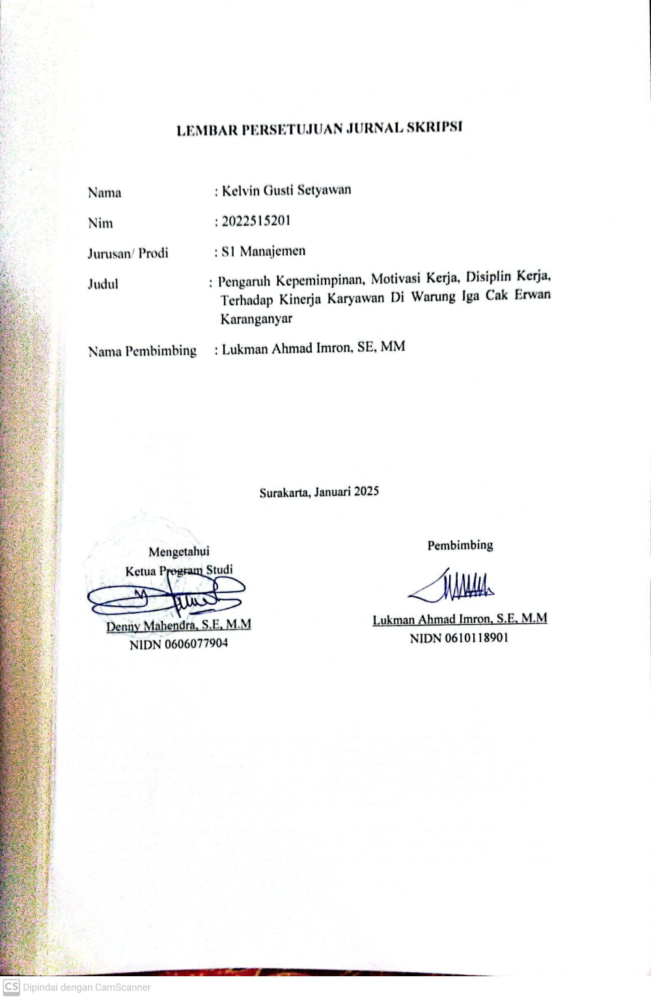 LEMBAR PERSETUJUAN JURNAL SKRIPSI
Nama : Kelvin Gusti Setyawan
Nim : 2022515201
Jurusan/ Prodi : S1 Manajemen
Judul : Pengaruh Kepemimpinan, Motivasi Kerja, Disiplin Kerja,
Terhadap Kinerja Karyawan Di Warung Iga Cak Erwan
Karanganyar
Nama Pembimbing : Lukman Ahmad Imron, SE, MM
Surakarta, Januari 2025
Mengetahui
Ketua Program Studi
Denny Mahendra, S.E, M.M
NIDN 0606077904
Pembimbing
Lukman Ahmad Imron, S.E, M.M
NIDN 0610118901
CS Dipindai dengan CamScanner